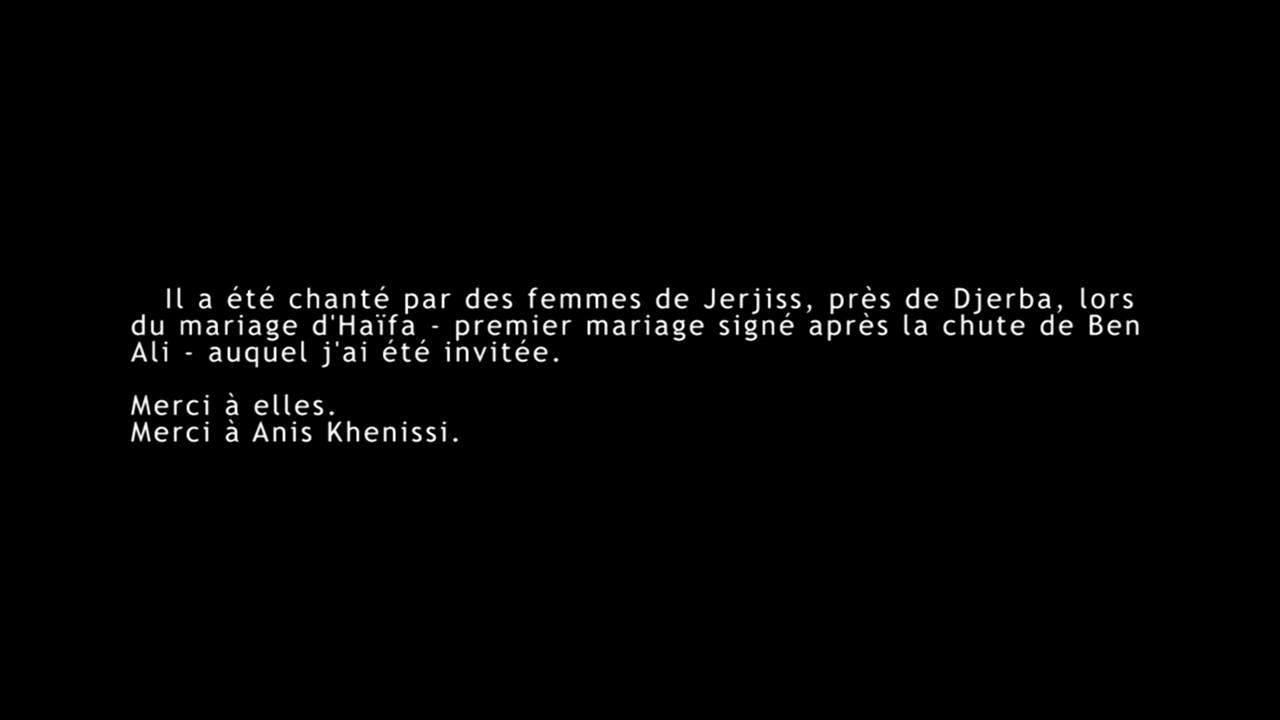 Il a été chanté par des femmes de Jerjiss, près de Djerba, lors
du mariage d'Haïfa - premier mariage signé après la chute de Ben
Ali - auquel j'ai été invitée.
Merci à elles.
Merci à Anis Khenissi.